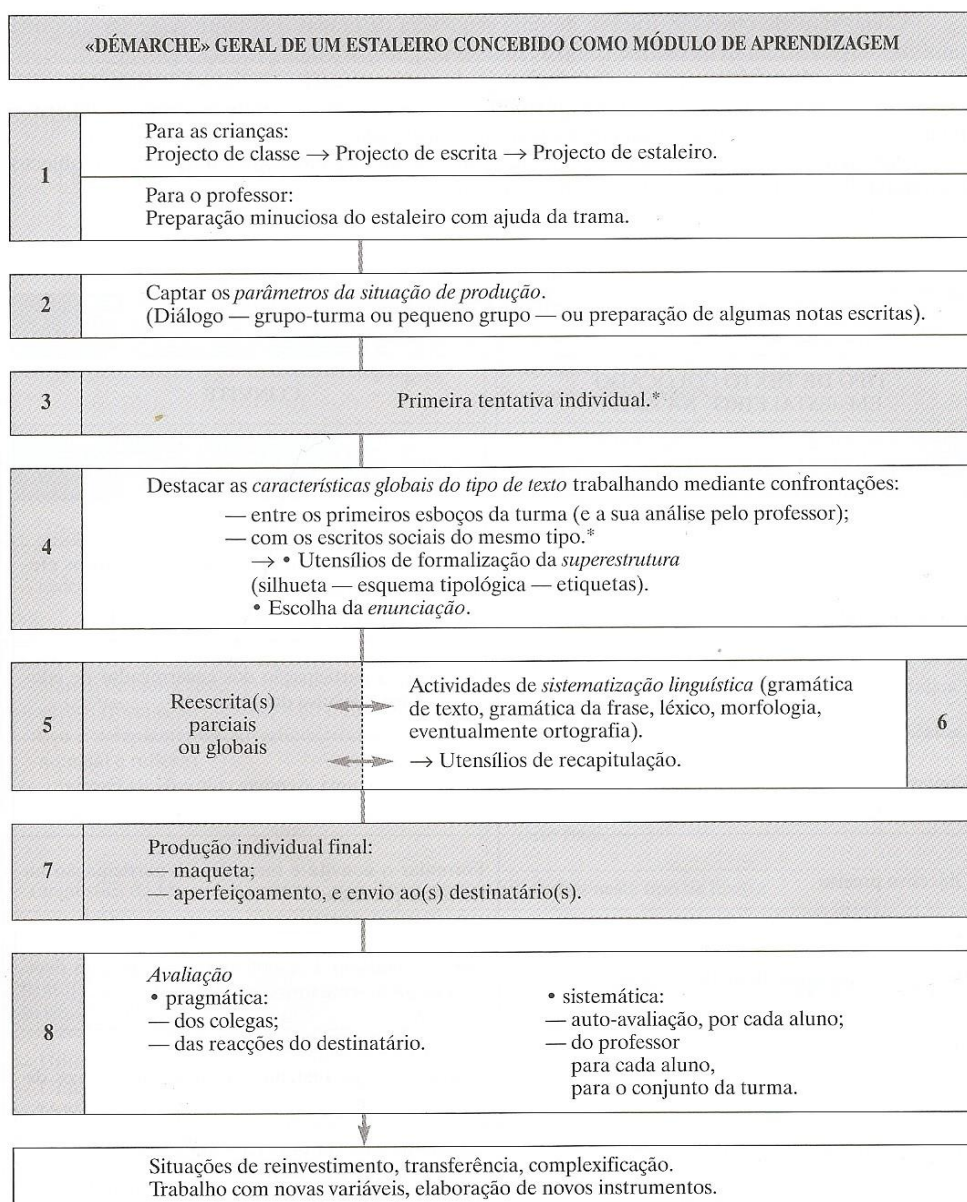 «DÉMARCHE» GERAL DE UM ESTALEIRO CONCEBIDO COMO MÓDULO DE APRENDIZAGEM
1
Para as crianças:
Projecto de classe → Projecto de escrita → Projecto de estaleiro.
Para o professor:
Preparação minuciosa do estaleiro com ajuda da trama.
2
Captar os parâmetros da situação de produção.
(Diálogo — grupo-turma ou pequeno grupo — ou preparação de algumas notas escritas).
3
Primeira tentativa individual.*
4
Destacar as características globais do tipo de texto trabalhando mediante confrontações:
— entre os primeiros esboços da turma (e a sua análise pelo professor);
— com os escritos sociais do mesmo tipo.*
→ • Utensílios de formalização da superestrutura
(silhueta — esquema tipológica — etiquetas).
• Escolha da enunciação.
5
Reescrita(s)
parciais
ou globais
Actividades de sistematização linguística (gramática
de texto, gramática da frase, léxico, morfologia,
eventualmente ortografia).
→ Utensílios de recapitulação.
6
7
Produção individual final:
— maqueta;
— aperfeiçoamento, e envio ao(s) destinatário(s).
8
Avaliação
• pragmática:
— dos colegas;
— das reacções do destinatário.
• sistemática:
— auto-avaliação, por cada aluno;
— do professor
para cada aluno,
para o conjunto da turma.
Situações de reinvestimento, transferência, complexificação.
Trabalho com novas variáveis, elaboração de novos instrumentos.